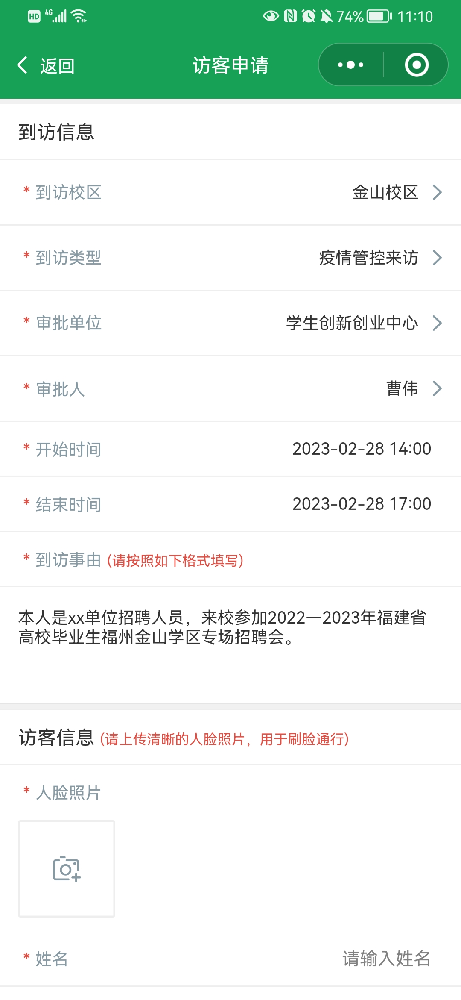 HD 4G 74% 11:10
返回 访客申请
到访信息
* 到访校区 金山校区
* 到访类型 疫情管控来访
* 审批单位 学生创新创业中心
* 审批人 曹伟
* 开始时间 2023-02-28 14:00
* 结束时间 2023-02-28 17:00
* 到访事由 (请按照如下格式填写)
本人是xx单位招聘人员，来校参加2022—2023年福建省
高校毕业生福州金山学区专场招聘会。
访客信息 (请上传清晰的人脸照片，用于刷脸通行)
* 人脸照片
* 姓名 请输入姓名